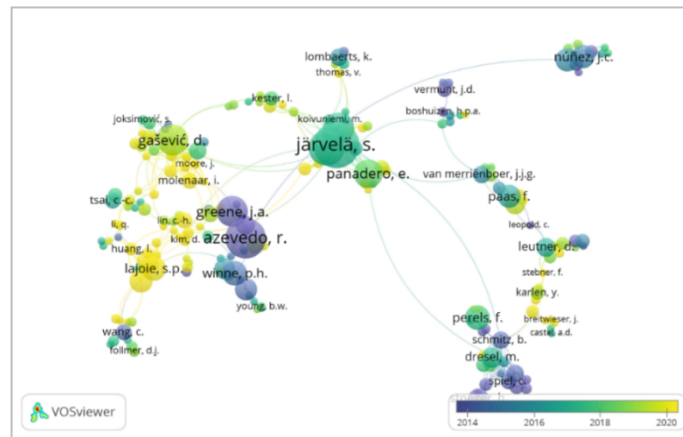 lombaerts, k.
thomas, v.
núñez, j.c.
vermunt, j.d.
kester, l.
boshuizen, h.p.a.
joksimović, s.
koivuniemi, m.
gašević, d.
järvelä, s.
moore, j.
molenaar, i.
panadero, e.
van merriënboer, j.j.g.
tsai, c.-c.
paas, f.
greene, j.a.
lin, c.-h.
li, q.
leopold, c.
kim, d.
azevedo, r.
huang, l.
leutner, d.
lajoie, s.p.
winne, p.h.
stebner, f.
karlen, y.
young, b.w.
perels, f.
breitwieser, j.
wang, c.
castel, a.d.
schmitz, b.
follmer, d.j.
dresel, m.
spiel, c.
VOSviewer
2014 2016 2018 2020